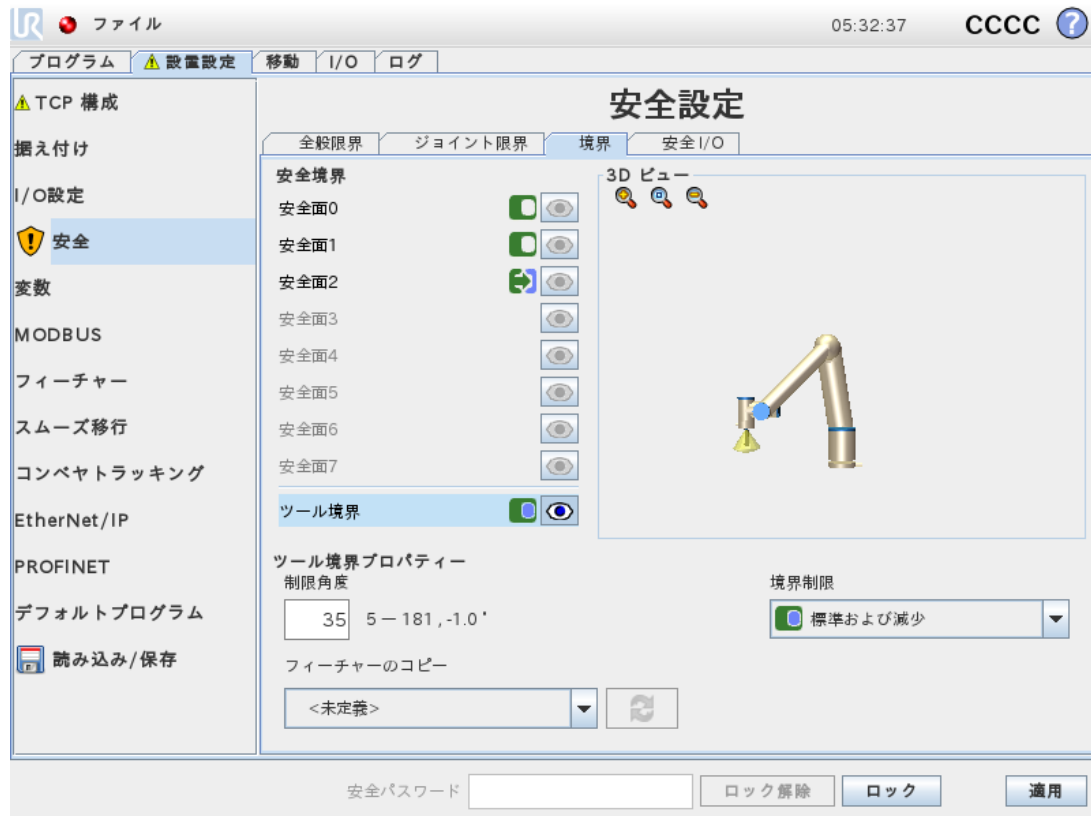 UR ファイル 05:32:37 CCCC ?
プログラム 設置設定 移動 I/O ログ
TCP 構成
据え付け
I/O設定
安全
変数
MODBUS
フィーチャー
スムーズ移行
コンベヤトラッキング
EtherNet/IP
PROFINET
デフォルトプログラム
読み込み/保存
安全設定
全般限界 ジョイント限界 境界 安全I/O
安全境界
安全面0
安全面1
安全面2
安全面3
安全面4
安全面5
安全面6
安全面7
ツール境界
3D ビュー
ツール境界プロパティー
制限角度
35 5 — 181 , -1.0 °
境界制限
標準および減少
フィーチャーのコピー
<未定義>
安全パスワード ロック解除 ロック 適用